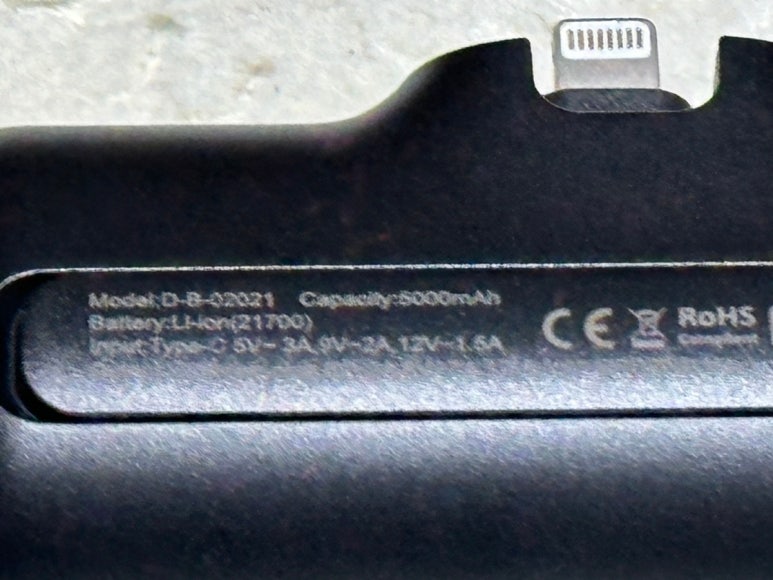 Model:D-B-02021 Capacity:5000mAh
Battery:Li-ion(21700)
Input:Type-C 5V⎓3A,9V⎓2A,12V⎓1.5A
CE RoHS
compliant